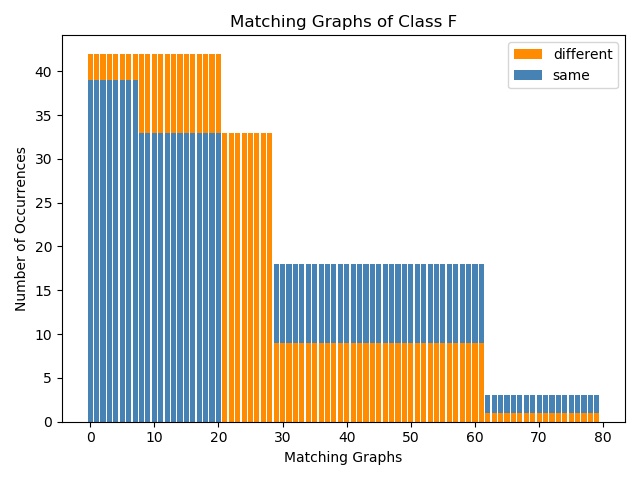 Matching Graphs of Class F
different
same
Number of Occurrences
40
35
30
25
20
15
10
5
0
0 10 20 30 40 50 60 70 80
Matching Graphs